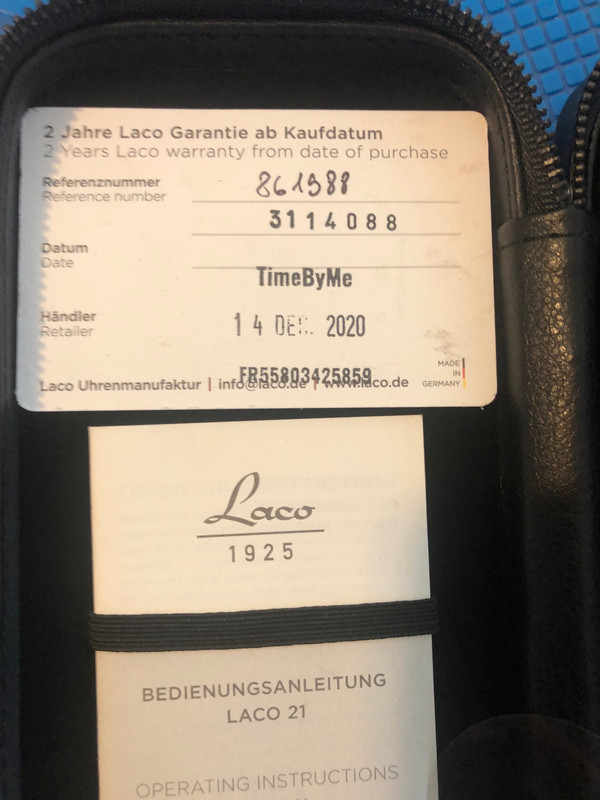 2 Jahre Laco Garantie ab Kaufdatum
2 Years Laco warranty from date of purchase
Referenznummer
Reference number
861988
3114088
Datum
Date
TimeByMe
Händler
Retailer
14 DEC. 2020
FR55803425859
Laco Uhrenmanufaktur | info@laco.de | www.laco.de
MADE
IN
GERMANY
Laco
1925
BEDIENUNGSANLEITUNG
LACO 21
OPERATING INSTRUCTIONS